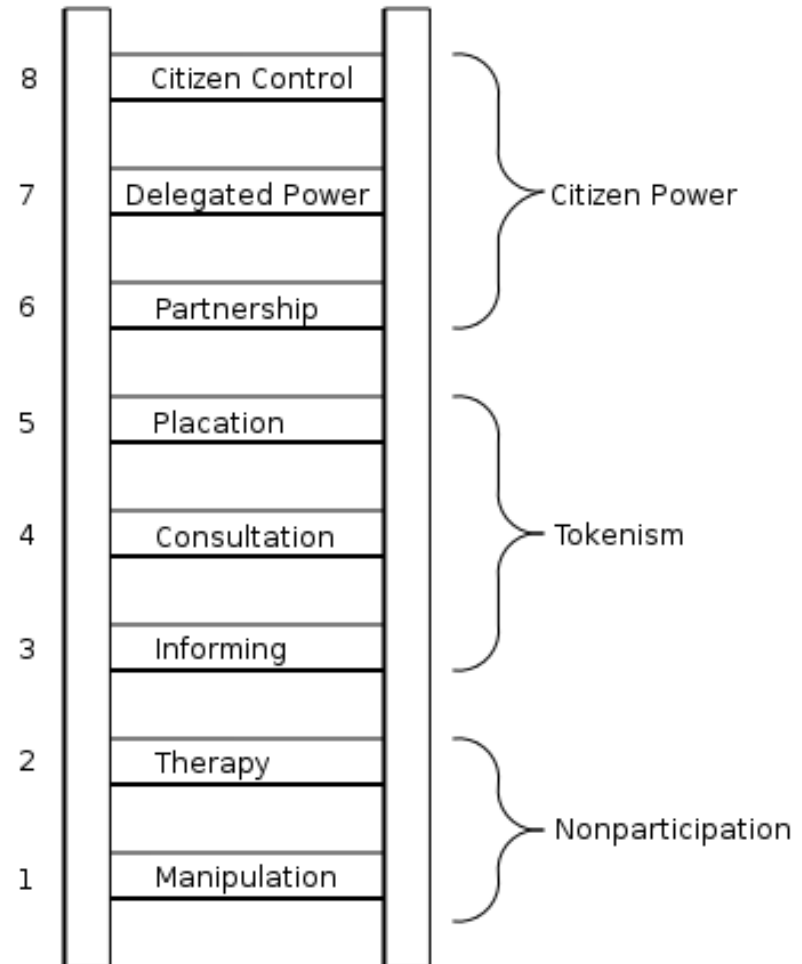 8 Citizen Control
7 Delegated Power Citizen Power
6 Partnership
5 Placation
4 Consultation Tokenism
3 Informing
2 Therapy
Nonparticipation
1 Manipulation